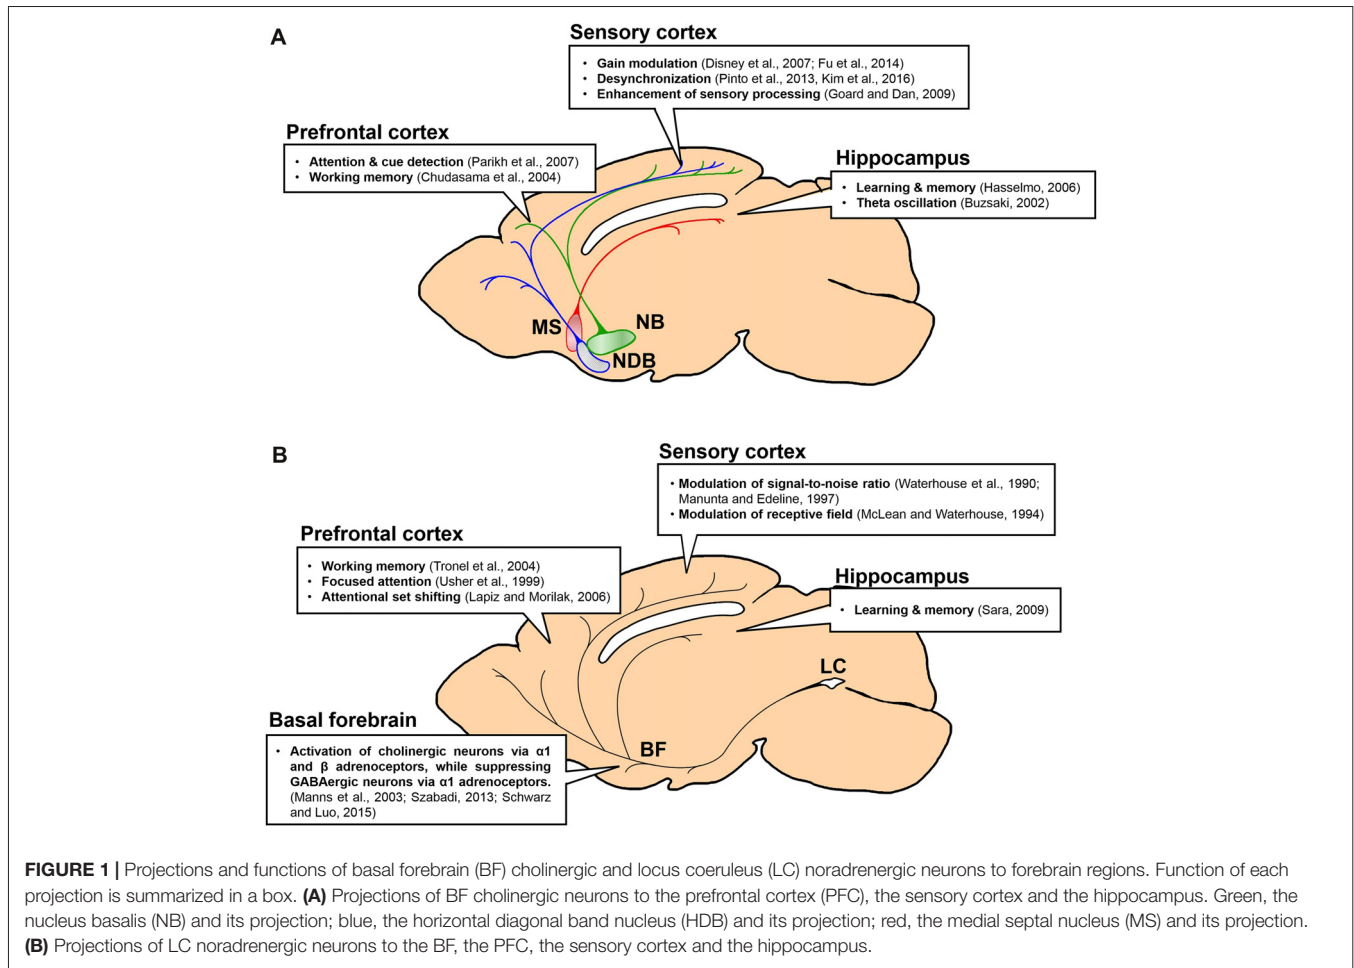 A
Sensory cortex
• Gain modulation (Disney et al., 2007; Fu et al., 2014)
• Desynchronization (Pinto et al., 2013, Kim et al., 2016)
• Enhancement of sensory processing (Goard and Dan, 2009)
Prefrontal cortex
• Attention & cue detection (Parikh et al., 2007)
• Working memory (Chudasama et al., 2004)
Hippocampus
• Learning & memory (Hasselmo, 2006)
• Theta oscillation (Buzsaki, 2002)
MS
NB
NDB
B
Sensory cortex
• Modulation of signal-to-noise ratio (Waterhouse et al., 1990;
Manunta and Edeline, 1997)
• Modulation of receptive field (McLean and Waterhouse, 1994)
Prefrontal cortex
• Working memory (Tronel et al., 2004)
• Focused attention (Usher et al., 1999)
• Attentional set shifting (Lapiz and Morilak, 2006)
Hippocampus
• Learning & memory (Sara, 2009)
LC
Basal forebrain
• Activation of cholinergic neurons via α1
and β adrenoceptors, while suppressing
GABAergic neurons via α1 adrenoceptors.
(Manns et al., 2003; Szabadi, 2013; Schwarz
and Luo, 2015)
BF
FIGURE 1 | Projections and functions of basal forebrain (BF) cholinergic and locus coeruleus (LC) noradrenergic neurons to forebrain regions. Function of each
projection is summarized in a box. (A) Projections of BF cholinergic neurons to the prefrontal cortex (PFC), the sensory cortex and the hippocampus. Green, the
nucleus basalis (NB) and its projection; blue, the horizontal diagonal band nucleus (HDB) and its projection; red, the medial septal nucleus (MS) and its projection.
(B) Projections of LC noradrenergic neurons to the BF, the PFC, the sensory cortex and the hippocampus.